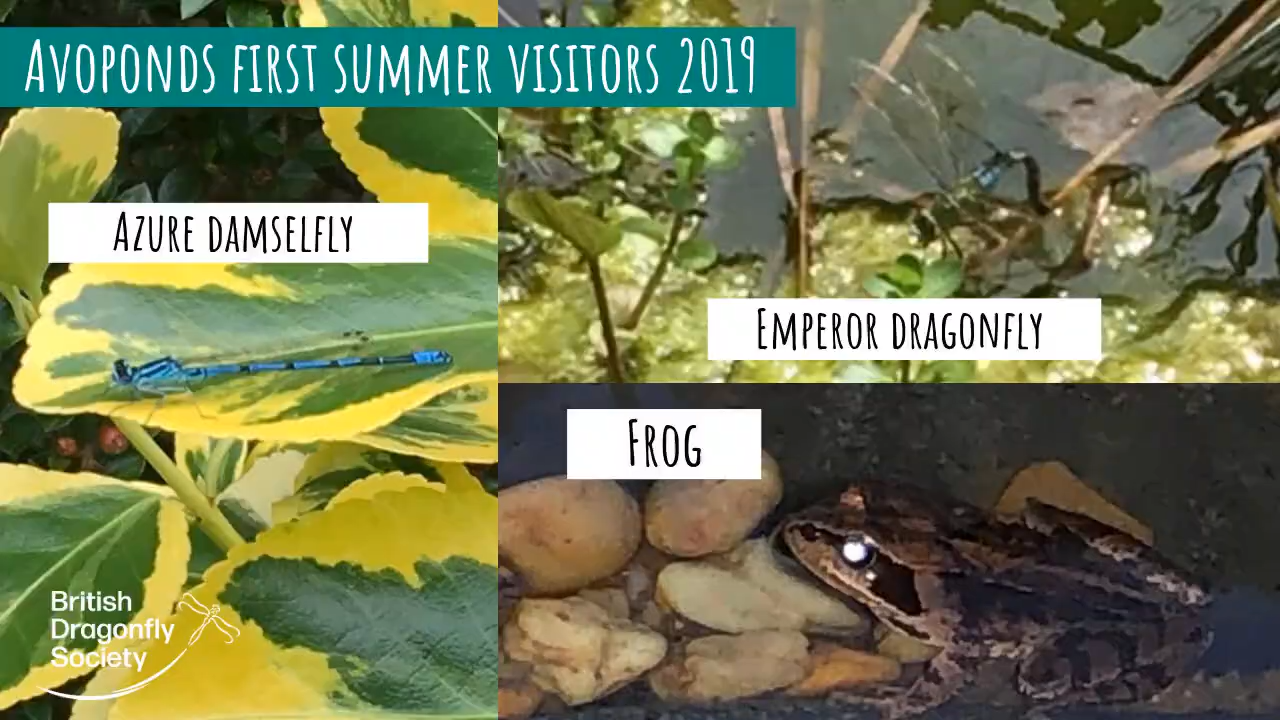 Avoponds first summer visitors 2019
Azure damselfly
Emperor dragonfly
Frog
British
Dragonfly
Society